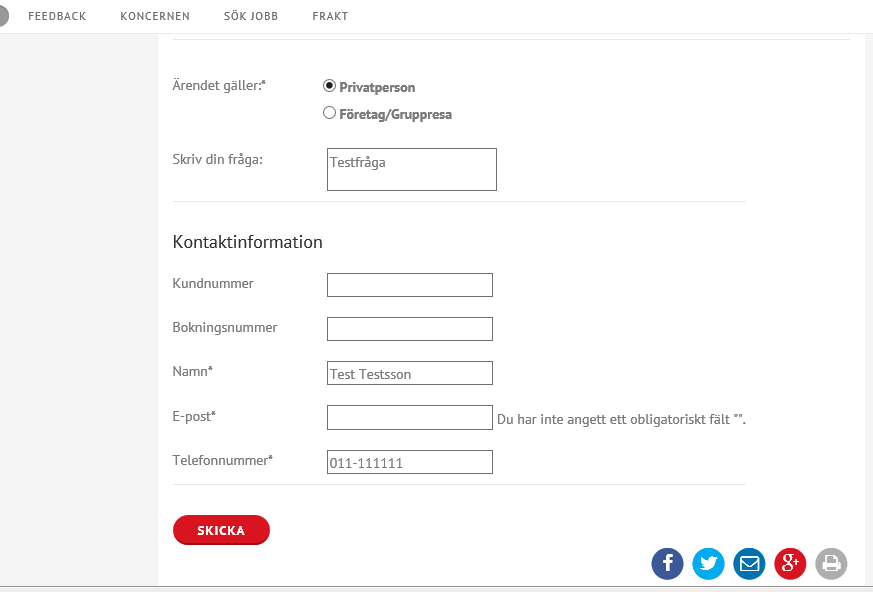 FEEDBACK KONCERNEN SÖK JOBB FRAKT
Ärendet gäller:* Privatperson
Företag/Gruppresa
Skriv din fråga: Testfråga
Kontaktinformation
Kundnummer
Bokningsnummer
Namn* Test Testsson
E-post* Du har inte angett ett obligatoriskt fält "".
Telefonnummer* 011-111111
SKICKA